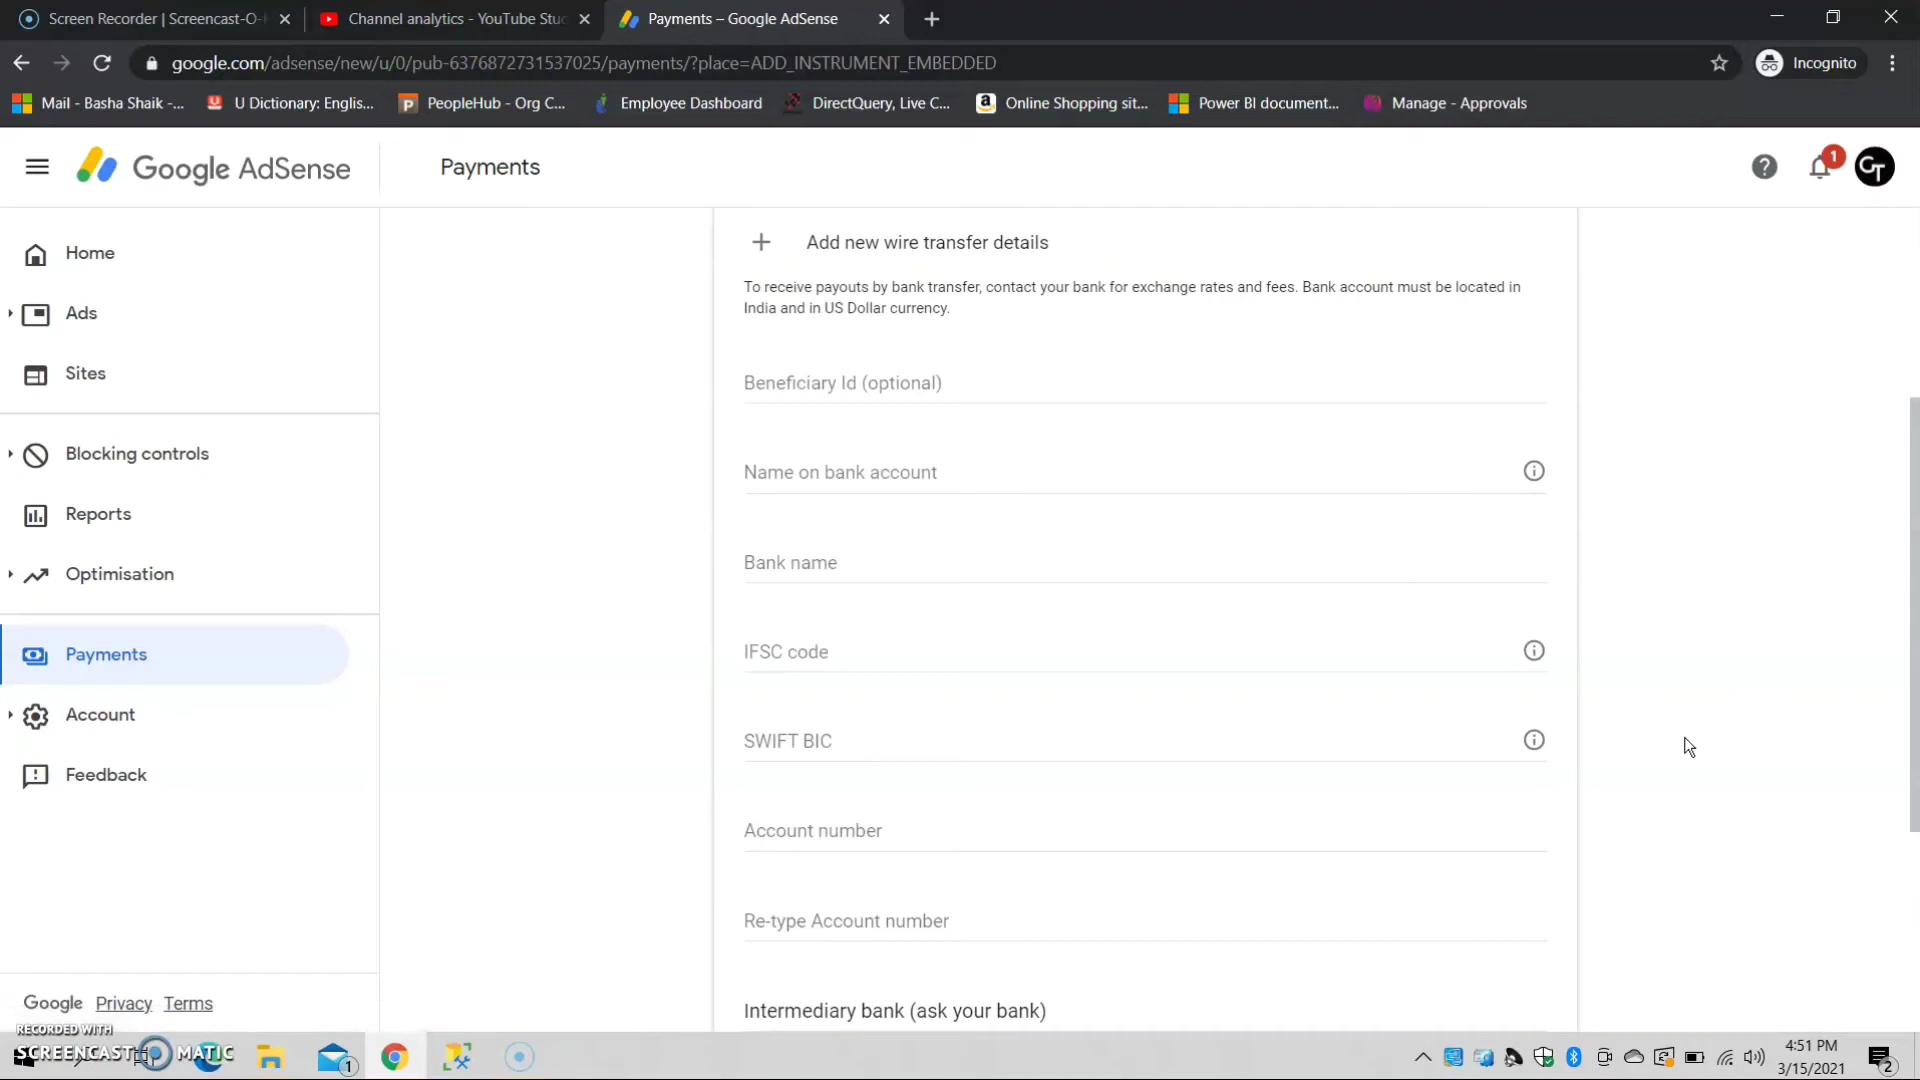 Screen Recorder | Screencast-O-
Channel analytics - YouTube Stu
Payments – Google AdSense
google.com/adsense/new/u/0/pub-6376872731537025/payments/?place=ADD_INSTRUMENT_EMBEDDED
Incognito
Mail - Basha Shaik -...
U Dictionary: Englis...
PeopleHub - Org C...
Employee Dashboard
DirectQuery, Live C...
Online Shopping sit...
Power BI document...
Manage - Approvals
Google AdSense
Payments
1
GT
Home
Ads
Sites
Blocking controls
Reports
Optimisation
Payments
Account
Feedback
Google Privacy Terms
Add new wire transfer details
To receive payouts by bank transfer, contact your bank for exchange rates and fees. Bank account must be located in
India and in US Dollar currency.
Beneficiary Id (optional)
Name on bank account
Bank name
IFSC code
SWIFT BIC
Account number
Re-type Account number
Intermediary bank (ask your bank)
RECORDED WITH
SCREENCAST MATIC
1
4:51 PM
3/15/2021
2